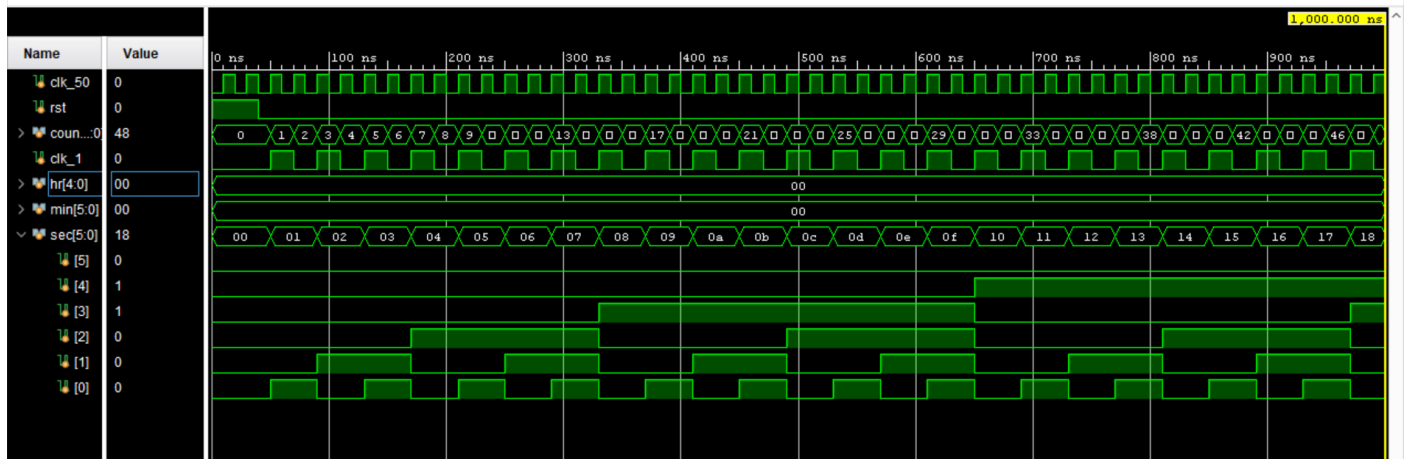 1,000.000 ns
Name Value
0 ns 100 ns 200 ns 300 ns 400 ns 500 ns 600 ns 700 ns 800 ns 900 ns
clk_50 0
rst 0
coun...:0] 48 0 1 2 3 4 5 6 7 8 9 13 17 21 25 29 33 38 42 46
clk_1 0
hr[4:0] 00 00
min[5:0] 00 00
sec[5:0] 18 00 01 02 03 04 05 06 07 08 09 0a 0b 0c 0d 0e 0f 10 11 12 13 14 15 16 17 18
[5] 0
[4] 1
[3] 1
[2] 0
[1] 0
[0] 0